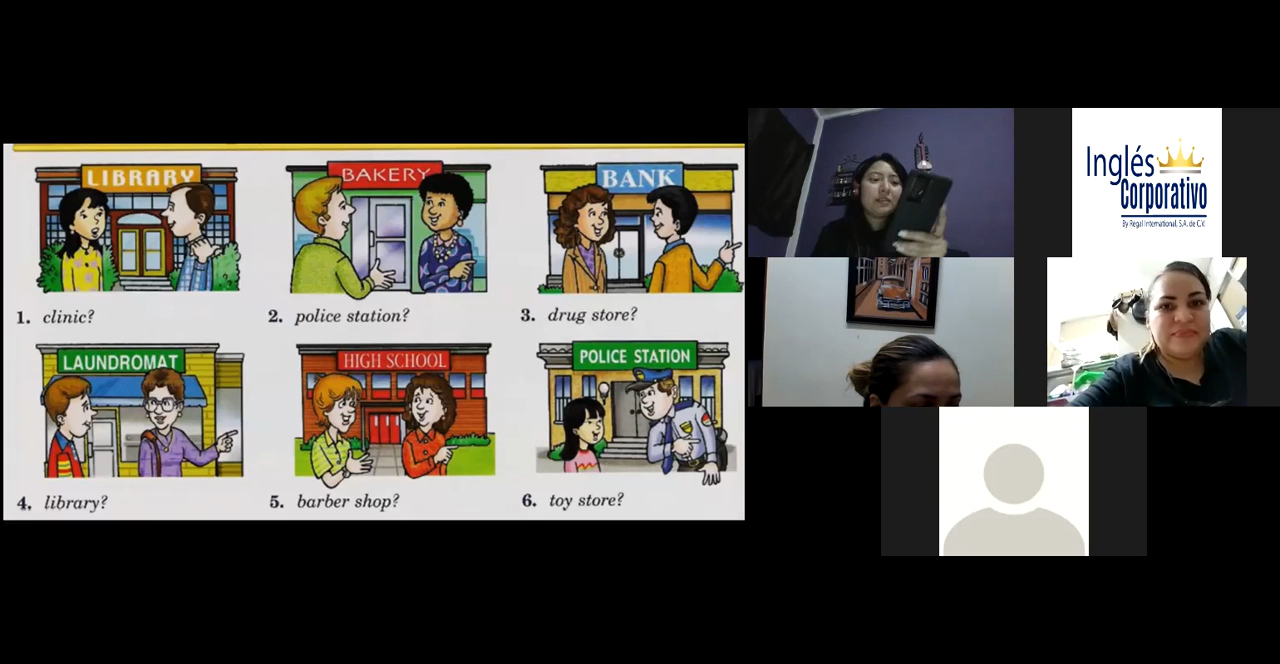 LIBRARY
BAKERY
BANK
1. clinic?
2. police station?
3. drug store?
LAUNDROMAT
HIGH SCHOOL
POLICE STATION
4. library?
5. barber shop?
6. toy store?
Inglés
Corporativo
By Regal International, S.A. de C.V.